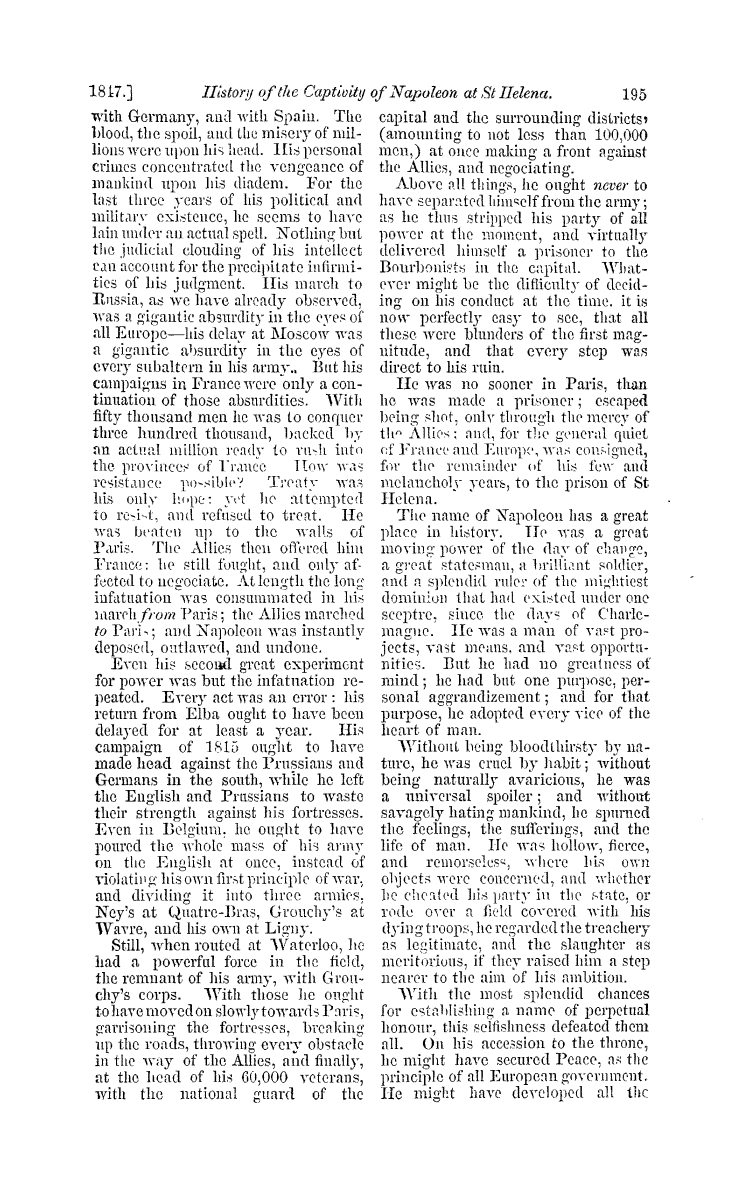 1847.] History of the Captivity of Napoleon at St Helena. 195
with Germany, and with Spain. The
blood, the spoil, and the misery of mil-
lions were upon his head. His personal
crimes concentrated the vengeance of
mankind upon his diadem. For the
last three years of his political and
military existence, he seems to have
lain under an actual spell. Nothing but
the judicial clouding of his intellect
can account for the precipitate infirmi-
ties of his judgment. His march to
Russia, as we have already observed,
was a gigantic absurdity in the eyes of
all Europe—his delay at Moscow was
a gigantic absurdity in the eyes of
every subaltern in his army.. But his
campaigns in France were only a con-
tinuation of those absurdities. With
fifty thousand men he was to conquer
three hundred thousand, backed by
an actual million ready to rush into
the provinces of France How was
resistance possible? Treaty was
his only hope: yet he attempted
to resist, and refused to treat. He
was beaten up to the walls of
Paris. The Allies then offered him
France: he still fought, and only af-
fected to negociate. At length the long
infatuation was consummated in his
march from Paris; the Allies marched
to Paris; and Napoleon was instantly
deposed, outlawed, and undone.
Even his second great experiment
for power was but the infatuation re-
peated. Every act was an error: his
return from Elba ought to have been
delayed for at least a year. His
campaign of 1815 ought to have
made head against the Prussians and
Germans in the south, while he left
the English and Prussians to waste
their strength against his fortresses.
Even in Belgium, he ought to have
poured the whole mass of his army
on the English at once, instead of
violating his own first principle of war,
and dividing it into three armies,
Ney's at Quatre-Bras, Grouchy's at
Wavre, and his own at Ligny.
Still, when routed at Waterloo, he
had a powerful force in the field,
the remnant of his army, with Grou-
chy's corps. With those he ought
to have moved on slowly towards Paris,
garrisoning the fortresses, breaking
up the roads, throwing every obstacle
in the way of the Allies, and finally,
at the head of his 60,000 veterans,
with the national guard of the
capital and the surrounding districts,
(amounting to not less than 100,000
men,) at once making a front against
the Allies, and negociating.
Above all things, he ought never to
have separated himself from the army;
as he thus stripped his party of all
power at the moment, and virtually
delivered himself a prisoner to the
Bourbonists in the capital. What-
ever might be the difficulty of decid-
ing on his conduct at the time, it is
now perfectly easy to see, that all
these were blunders of the first mag-
nitude, and that every step was
direct to his ruin.
He was no sooner in Paris, than
he was made a prisoner; escaped
being shot, only through the mercy of
the Allies; and, for the general quiet
of France and Europe, was consigned,
for the remainder of his few and
melancholy years, to the prison of St
Helena.
The name of Napoleon has a great
place in history. He was a great
moving power of the day of change,
a great statesman, a brilliant soldier,
and a splendid ruler of the mightiest
dominion that had existed under one
sceptre, since the days of Charle-
magne. He was a man of vast pro-
jects, vast means, and vast opportu-
nities. But he had no greatness of
mind; he had but one purpose, per-
sonal aggrandizement; and for that
purpose, he adopted every vice of the
heart of man.
Without being bloodthirsty by na-
ture, he was cruel by habit; without
being naturally avaricious, he was
a universal spoiler; and without
savagely hating mankind, he spurned
the feelings, the sufferings, and the
life of man. He was hollow, fierce,
and remorseless, where his own
objects were concerned, and whether
he cheated his party in the state, or
rode over a field covered with his
dying troops, he regarded the treachery
as legitimate, and the slaughter as
meritorious, if they raised him a step
nearer to the aim of his ambition.
With the most splendid chances
for establishing a name of perpetual
honour, this selfishness defeated them
all. On his accession to the throne,
he might have secured Peace, as the
principle of all European government.
He might have developed all the